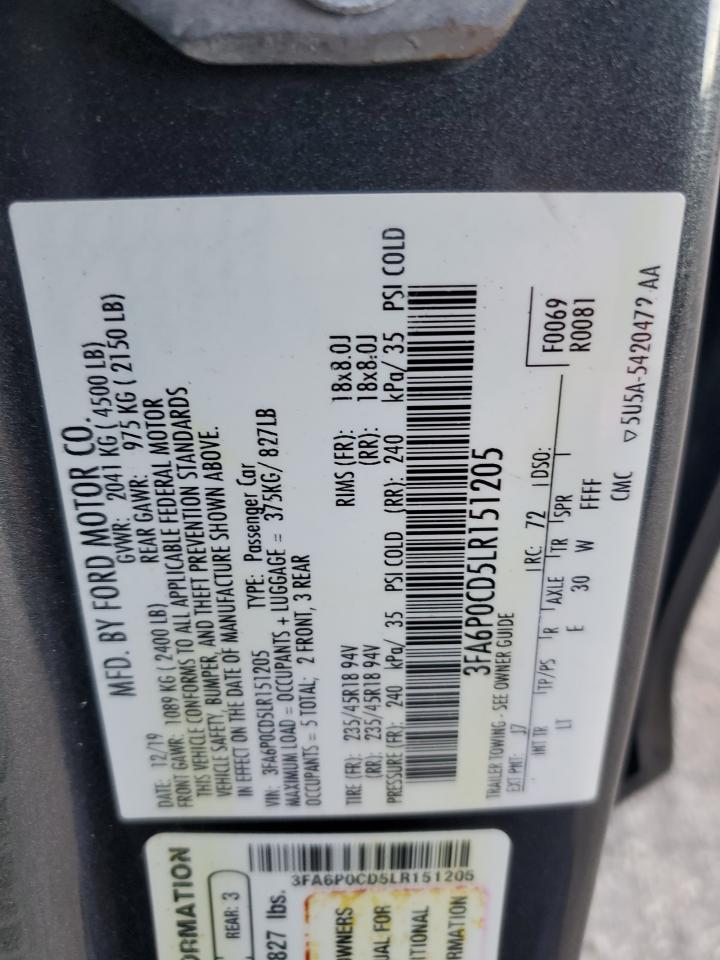 MFD. BY FORD MOTOR CO.
DATE: 12/19 GVWR: 2041 KG ( 4500 LB)
FRONT GAWR: 1089 KG ( 2400 LB) REAR GAWR: 975 KG ( 2150 LB)
THIS VEHICLE CONFORMS TO ALL APPLICABLE FEDERAL MOTOR
VEHICLE SAFETY, BUMPER, AND THEFT PREVENTION STANDARDS
IN EFFECT ON THE DATE OF MANUFACTURE SHOWN ABOVE.
VIN: 3FA6P0CD5LR151205 TYPE: Passenger Car
MAXIMUM LOAD = OCCUPANTS + LUGGAGE = 375KG/ 827LB
OCCUPANTS = 5 TOTAL; 2 FRONT, 3 REAR
TIRE (FR): 235/45R18 94V RIMS (FR): 18x8.0J
(RR): 235/45R18 94V (RR): 18x8.0J
PRESSURE (FR): 240 kPa/ 35 PSI COLD (RR): 240 kPa/ 35 PSI COLD
3FA6P0CD5LR151205
TRAILER TOWING - SEE OWNER GUIDE
EXT PNT: J7 RC: 72 DSO: F0069
INT TR TP/PS R AXLE TR SPR R0081
LT E 30 W FFFF
CMC ▽5U5A-5420472 AA
3FA6P0CD5LR151205
ORMATION
REAR: 3
827 lbs.
OWNERS
UAL FOR
ITIONAL
RMATION